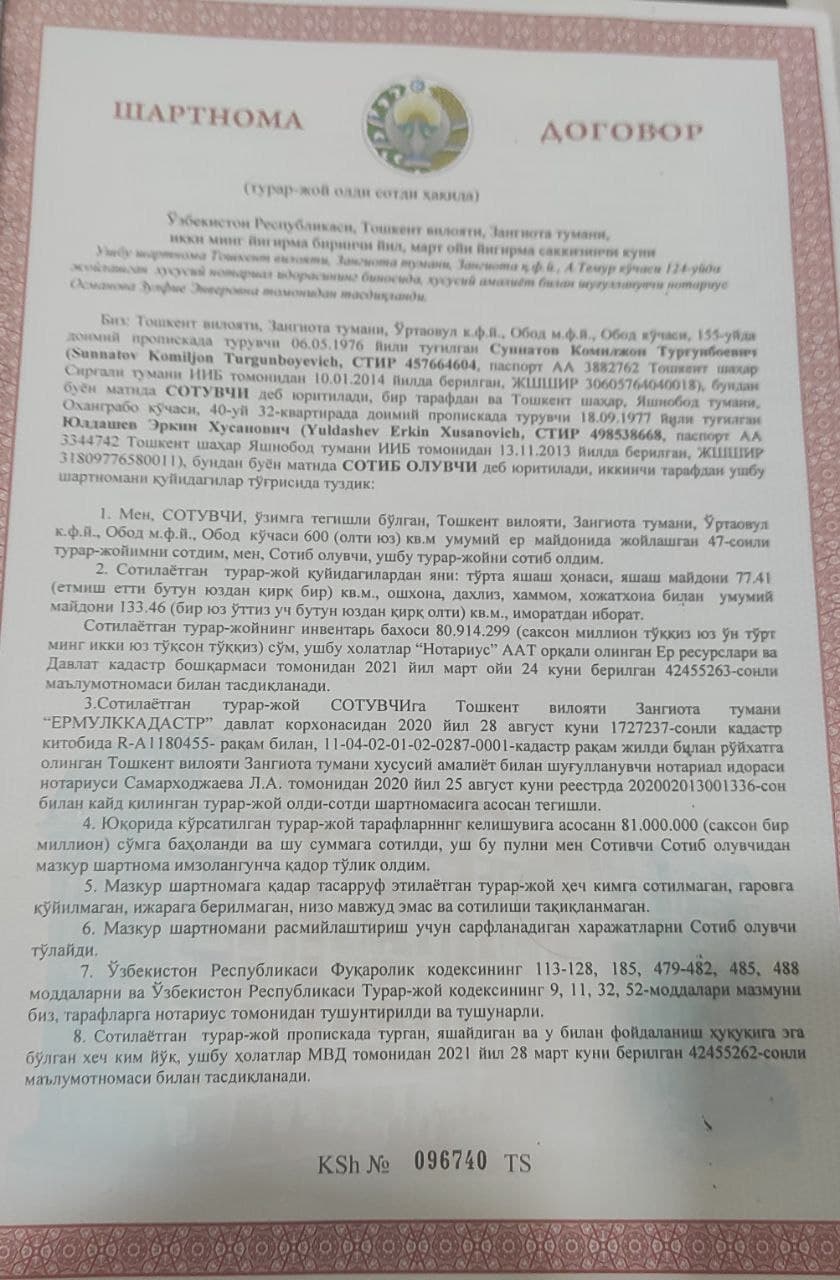 ШАРТНОМА
ДОГОВОР
(турар-жой олди сотди ҳақида)
Ўзбекистон Республикаси, Тошкент вилояти, Зангиота тумани,
икки минг йигирма биринчи йил, март ойи йигирма саккизинчи куни
Ушбу шартнома Тошкент вилояти, Зангиота тумани, Зангиота қ.ф.й., А.Темур кўчаси 124-уйда
жойлашган хусусий нотариал идорасининг биносида, хусусий амалиёт билан шуғулланувчи нотариус
Османова Зулфие Энверовна томонидан тасдиқланди.
Биз: Тошкент вилояти, Зангиота тумани, Ўртаовул к.ф.й., Обод м.ф.й., Обод кўчаси, 155-уйда
доимий пропискада турувчи 06.05.1976 йили туғилган Суннатов Комилжон Тургунбоевич
(Sunnatov Komiljon Turgunboyevich, СТИР 457664604, паспорт АА 3882762 Тошкент шаҳар
Сиргали тумани ИИБ томонидан 10.01.2014 йилда берилган, ЖШШИР 30605764040018), бундан
буён матнда СОТУВЧИ деб юритилади, бир тарафдан ва Тошкент шаҳар, Яшнобод тумани,
Оханграбо кўчаси, 40-уй 32-квартирада доимий пропискада турувчи 18.09.1977 йили туғилган
Юлдашев Эркин Хусанович (Yuldashev Erkin Xusanovich, СТИР 498538668, паспорт АА
3344742 Тошкент шаҳар Яшнобод тумани ИИБ томонидан 13.11.2013 йилда берилган, ЖШШИР
31809776580011), бундан буён матнда СОТИБ ОЛУВЧИ деб юритилади, иккинчи тарафдан ушбу
шартномани қуйидагилар тўғрисида туздик:
1. Мен, СОТУВЧИ, ўзимга тегишли бўлган, Тошкент вилояти, Зангиота тумани, Ўртаовул
к.ф.й., Обод м.ф.й., Обод кўчаси 600 (олти юз) кв.м умумий ер майдонида жойлашган 47-сонли
турар-жойимни сотдим, мен, Сотиб олувчи, ушбу турар-жойни сотиб олдим.
2. Сотилаётган турар-жой қуйидагилардан яни: тўрта яшаш ҳонаси, яшаш майдони 77.41
(етмиш етти бутун юздан қирқ бир) кв.м., ошхона, дахлиз, хаммом, хожатхона билан умумий
майдони 133.46 (бир юз ўттиз уч бутун юздан қирқ олти) кв.м., иморатдан иборат.
Сотилаётган турар-жойнинг инвентарь бахоси 80.914.299 (саксон миллион тўққиз юз ўн тўрт
минг икки юз тўқсон тўққиз) сўм, ушбу холатлар “Нотариус” ААТ орқали олинган Ер ресурслари ва
Давлат кадастр бошқармаси томонидан 2021 йил март ойи 24 куни берилган 42455263-сонли
маълумотномаси билан тасдиқланади.
3.Сотилаётган турар-жой СОТУВЧИга Тошкент вилояти Зангиота тумани
“ЕРМУЛККАДАСТР” давлат корхонасидан 2020 йил 28 август куни 1727237-сонли кадастр
китобида R-A1180455- рақам билан, 11-04-02-01-02-0287-0001-кадастр рақам жилди билан рўйхатга
олинган Тошкент вилояти Зангиота тумани хусусий амалиёт билан шуғулланувчи нотариал идораси
нотариуси Самарходжаева Л.А. томонидан 2020 йил 25 август куни реестрда 202002013001336-сон
билан кайд қилинган турар-жой олди-сотди шартномасига асосан тегишли.
4. Юқорида кўрсатилган турар-жой тарафларнинг келишувига асосанн 81.000.000 (саксон бир
миллион) сўмга баҳоланди ва шу суммага сотилди, уш бу пулни мен Сотивчи Сотиб олувчидан
мазкур шартнома имзолангунча қадор тўлик олдим.
5. Мазкур шартномага қадар тасарруф этилаётган турар-жой ҳеч кимга сотилмаган, гаровга
қўйилмаган, ижарага берилмаган, низо мавжуд эмас ва сотилиши тақиқланмаган.
6. Мазкур шартномани расмийлаштириш учун сарфланадиган харажатларни Сотиб олувчи
тўлайди.
7. Ўзбекистон Республикаси Фуқаролик кодексининг 113-128, 185, 479-482, 485, 488
моддаларни ва Ўзбекистон Республикаси Турар-жой кодексининг 9, 11, 32, 52-моддалари мазмуни
биз, тарафларга нотариус томонидан тушунтирилди ва тушунарли.
8. Сотилаётган турар-жой пропискада турган, яшайдиган ва у билан фойдаланиш ҳуқуқига эга
бўлган хеч ким йўк, ушбу ҳолатлар МВД томонидан 2021 йил 28 март куни берилган 42455262-сонли
маълумотномаси билан тасдиқланади.
KSh № 096740 TS